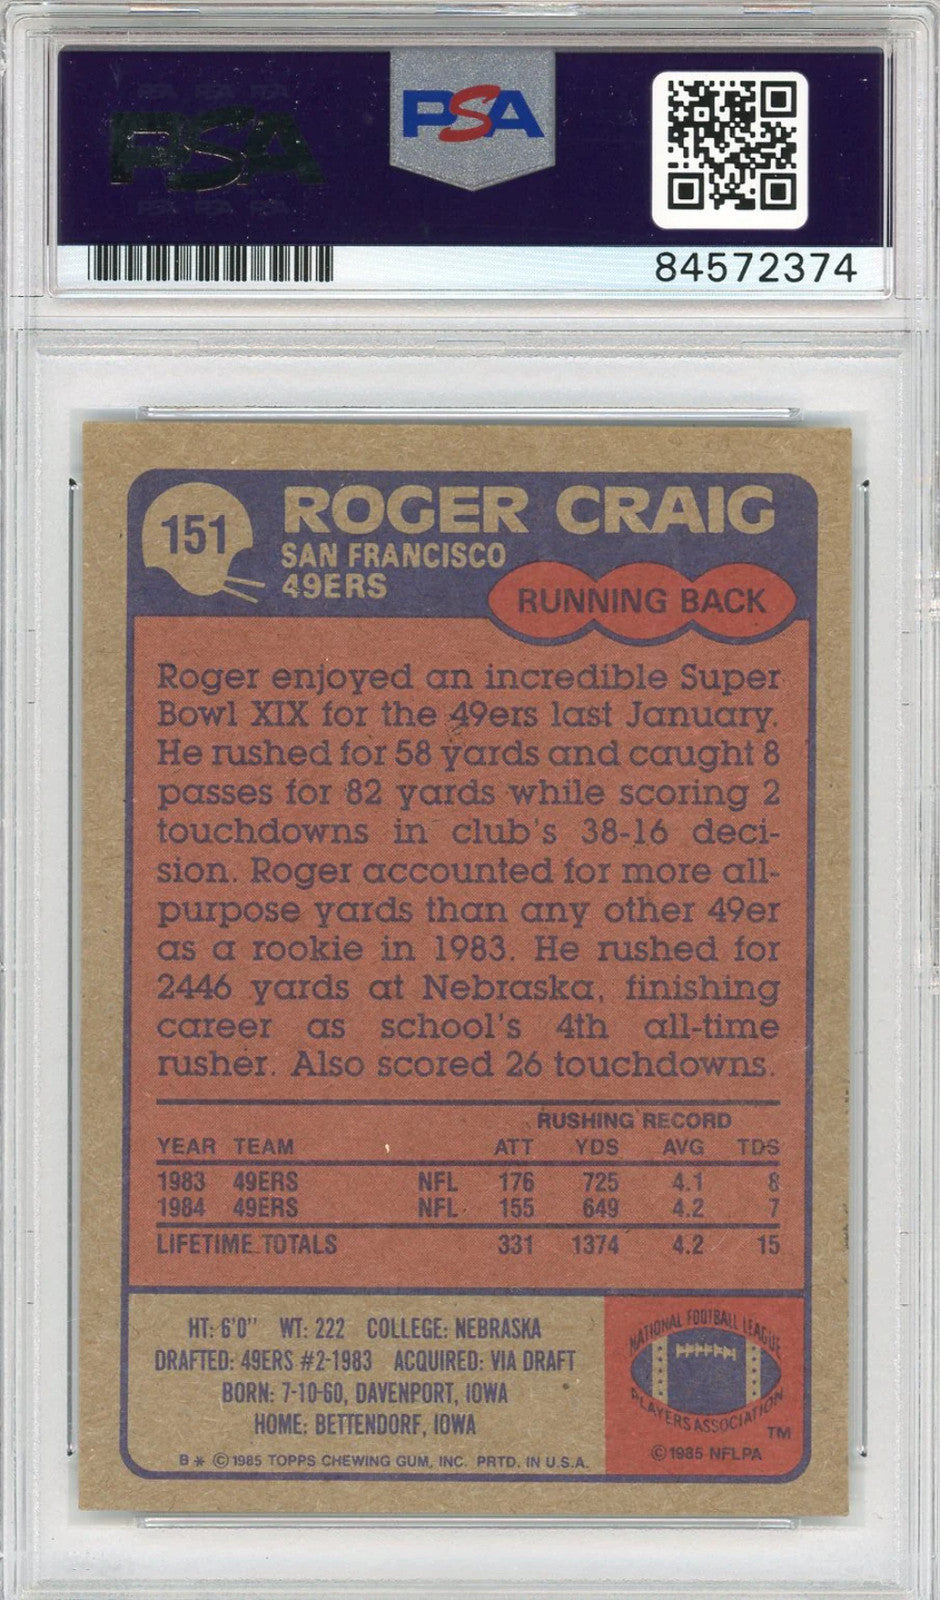 PSA PSA PSA
PSA
PSA PSA PSA
PSA
84572374
151
ROGER CRAIG
SAN FRANCISCO
49ERS
RUNNING BACK
Roger enjoyed an incredible Super
Bowl XIX for the 49ers last January.
He rushed for 58 yards and caught 8
passes for 82 yards while scoring 2
touchdowns in club's 38-16 deci-
sion. Roger accounted for more all-
purpose yards than any other 49er
as a rookie in 1983. He rushed for
2446 yards at Nebraska, finishing
career as school's 4th all-time
rusher. Also scored 26 touchdowns.
RUSHING RECORD
YEAR TEAM ATT YDS AVG TDS
1983 49ERS NFL 176 725 4.1 8
1984 49ERS NFL 155 649 4.2 7
LIFETIME TOTALS 331 1374 4.2 15
HT: 6'0" WT: 222 COLLEGE: NEBRASKA
DRAFTED: 49ERS #2-1983 ACQUIRED: VIA DRAFT
BORN: 7-10-60, DAVENPORT, IOWA
HOME: BETTENDORF, IOWA
B * © 1985 TOPPS CHEWING GUM, INC. PRTD. IN U.S.A.
NATIONAL FOOTBALL LEAGUE
PLAYERS ASSOCIATION
TM
© 1985 NFLPA